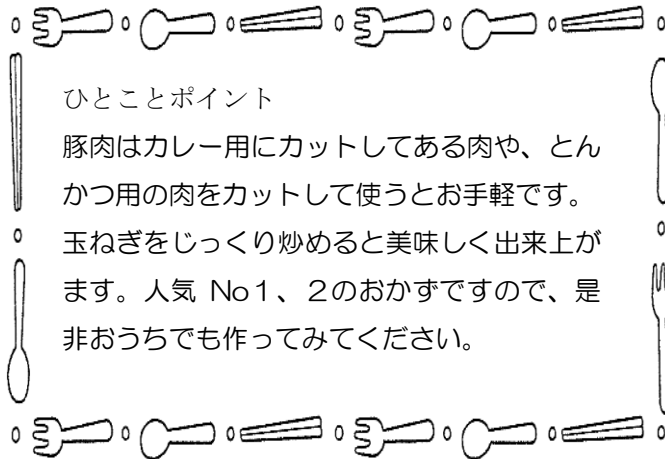 ひとことポイント
豚肉はカレー用にカットしてある肉や、とん
かつ用の肉をカットして使うとお手軽です。
玉ねぎをじっくり炒めると美味しく出来上が
ます。人気 No１、２のおかずですので、是
非おうちでも作ってみてください。